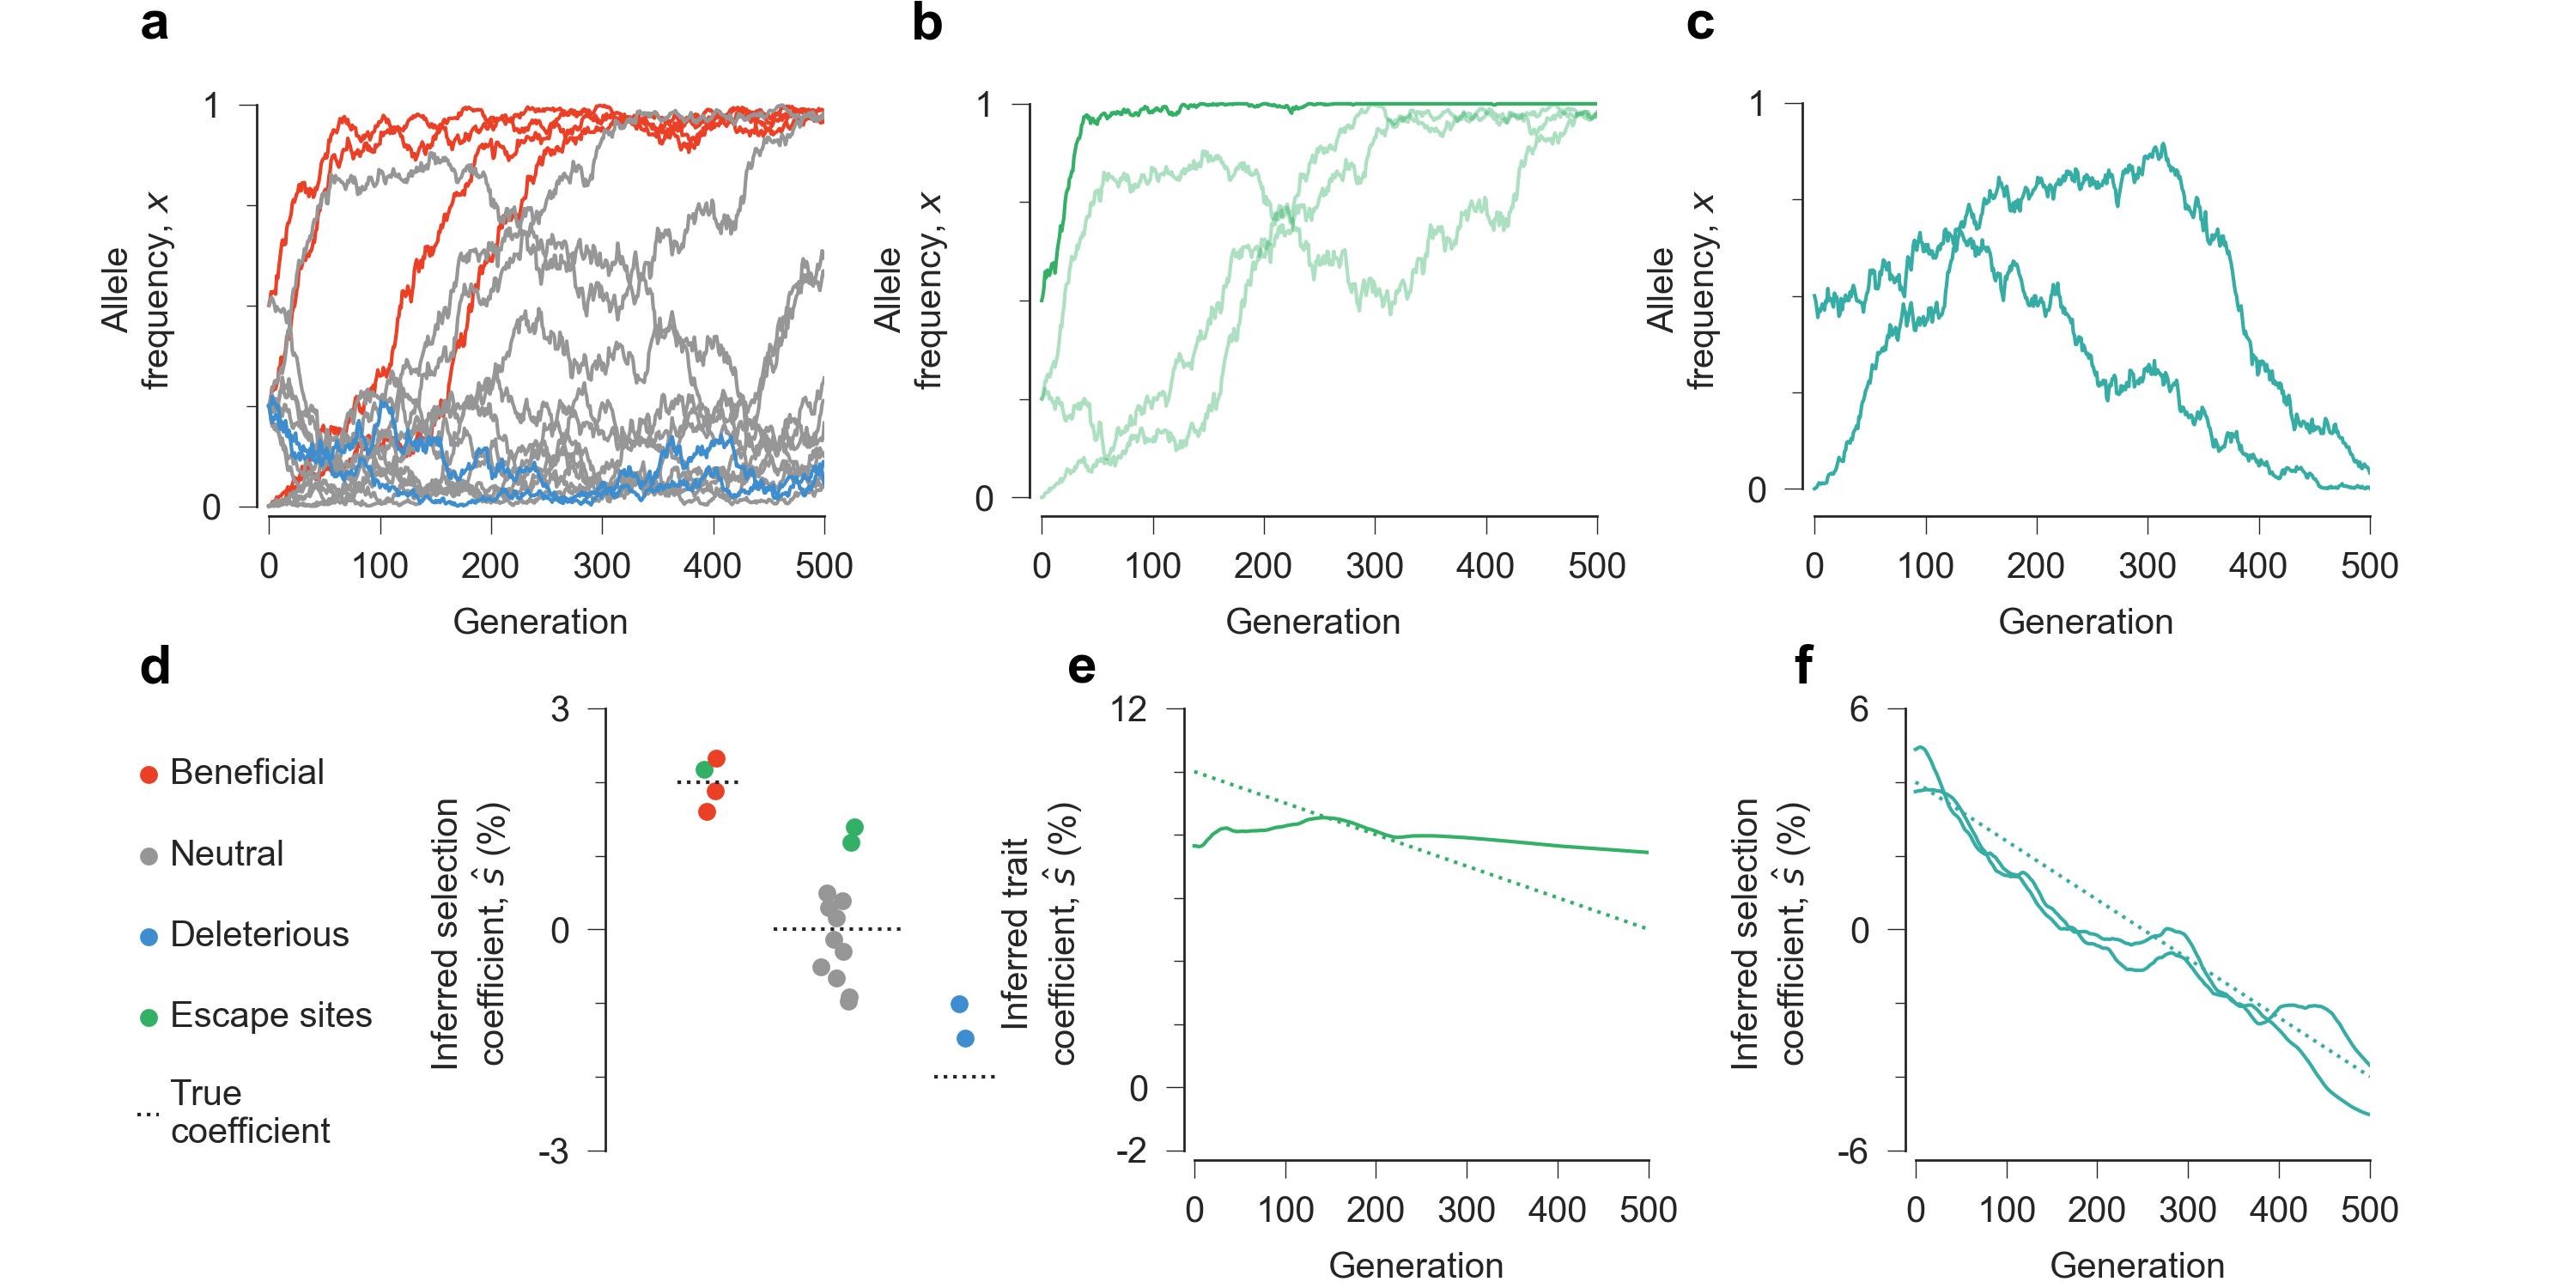 a
b
c
1
0
Allele
frequency, x
0 100 200 300 400 500
Generation
1
0
Allele
frequency, x
0 100 200 300 400 500
Generation
1
0
Allele
frequency, x
0 100 200 300 400 500
Generation
d
Beneficial
Neutral
Deleterious
Escape sites
True
coefficient
3
0
-3
Inferred selection
coefficient, ŝ (%)
e
12
0
-2
Inferred trait
coefficient, ŝ (%)
0 100 200 300 400 500
Generation
f
6
0
-6
Inferred selection
coefficient, ŝ (%)
0 100 200 300 400 500
Generation